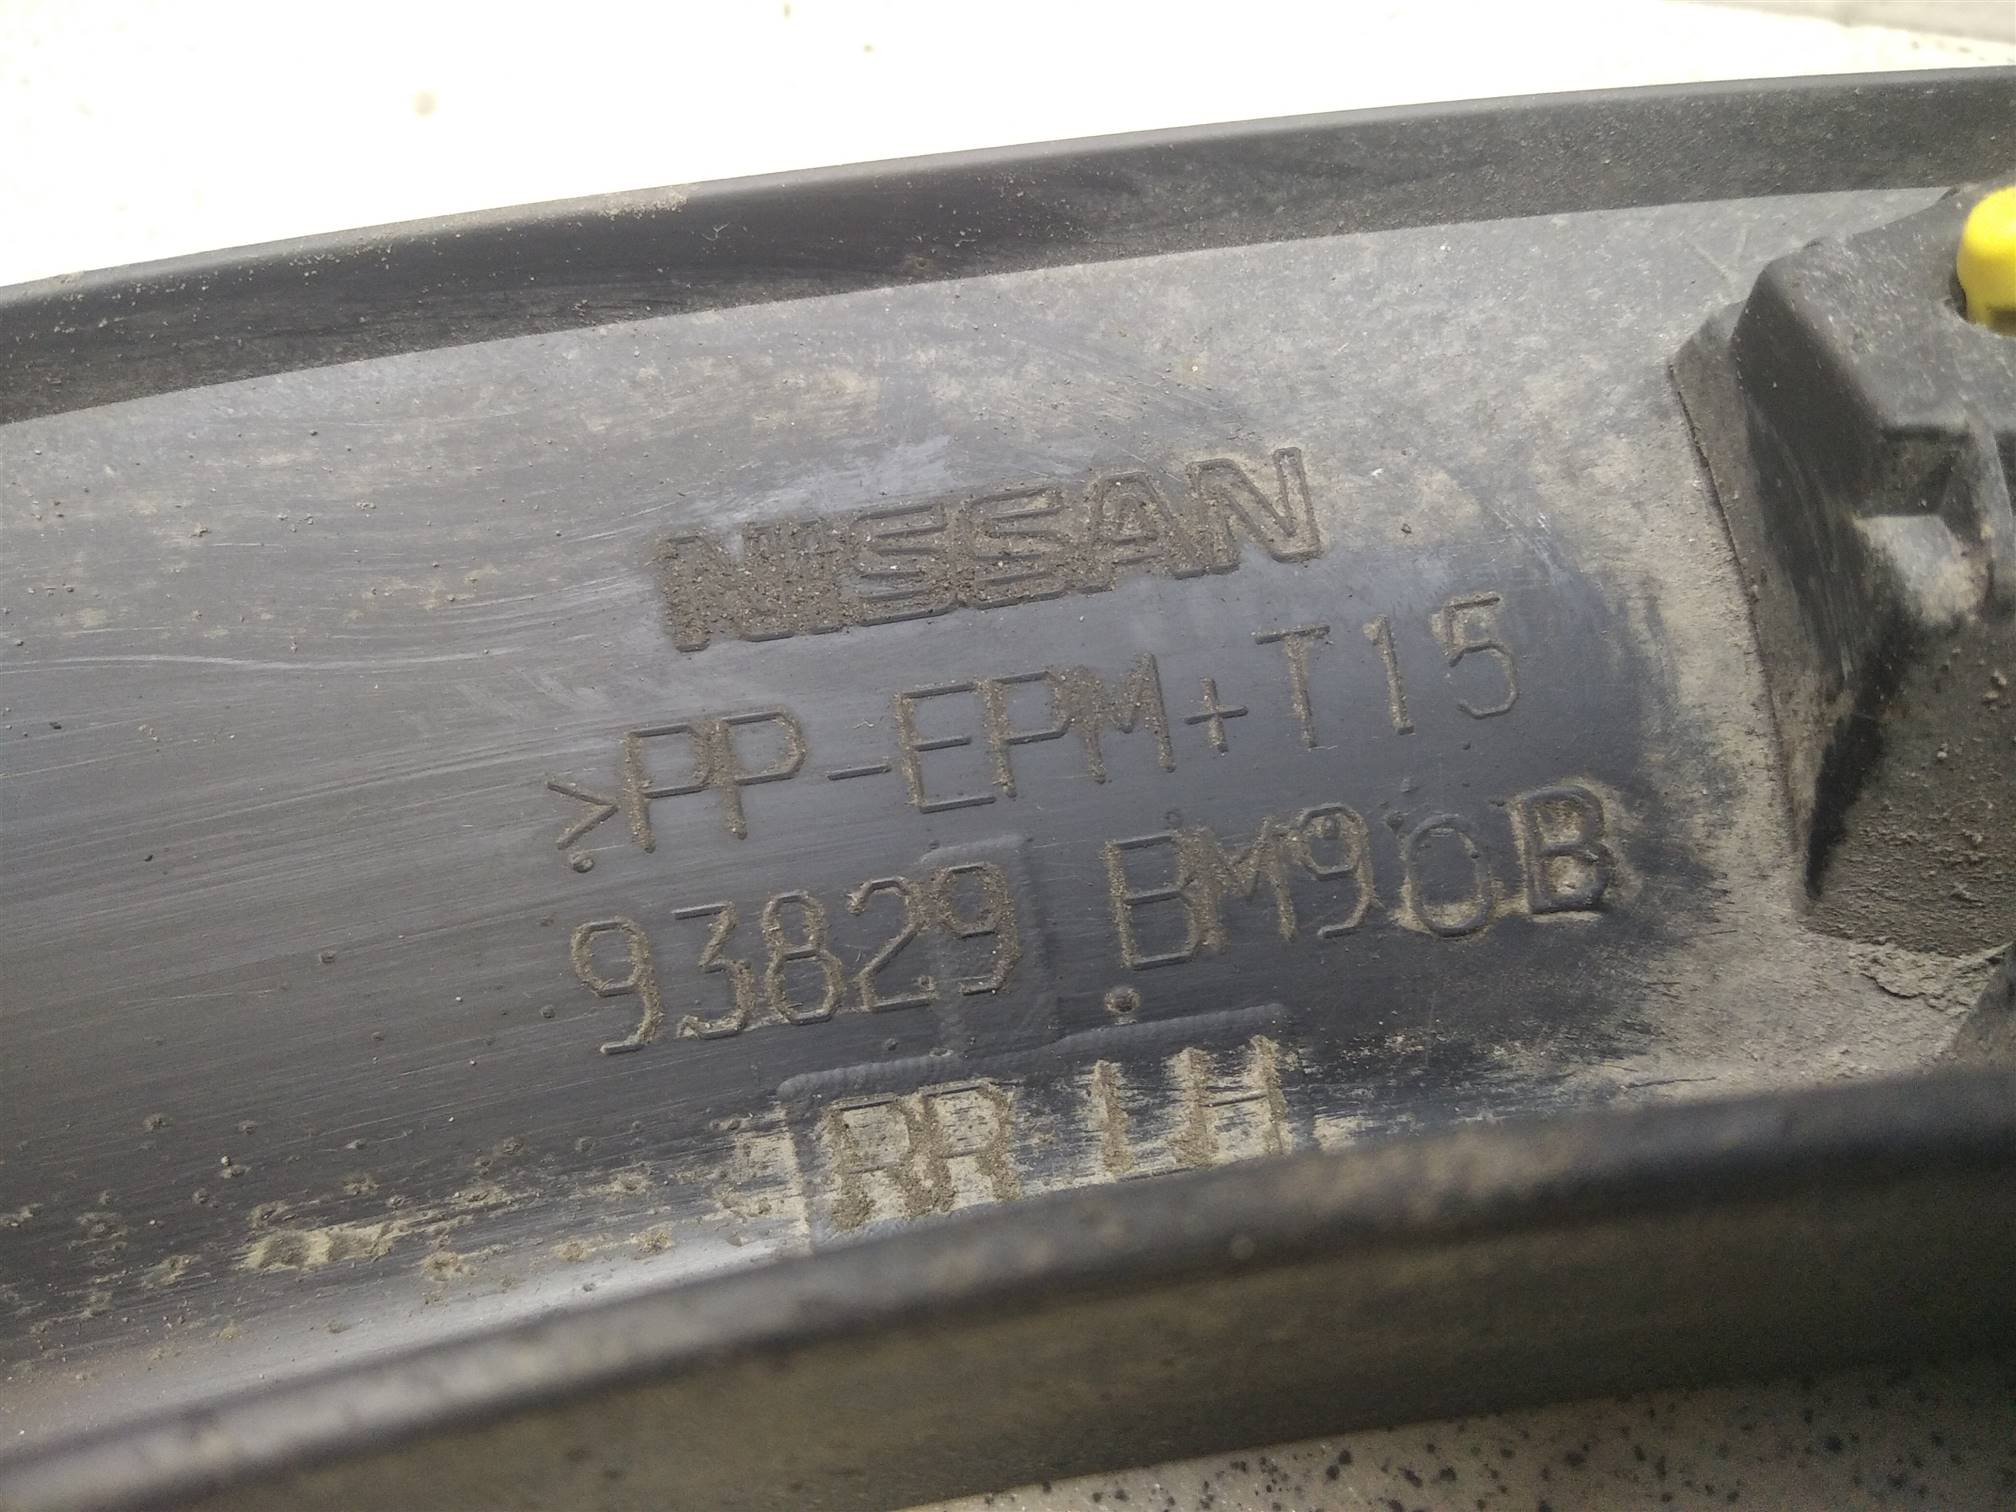 NISSAN
>PP-EPM+T15
93829 BM90B
RR LH